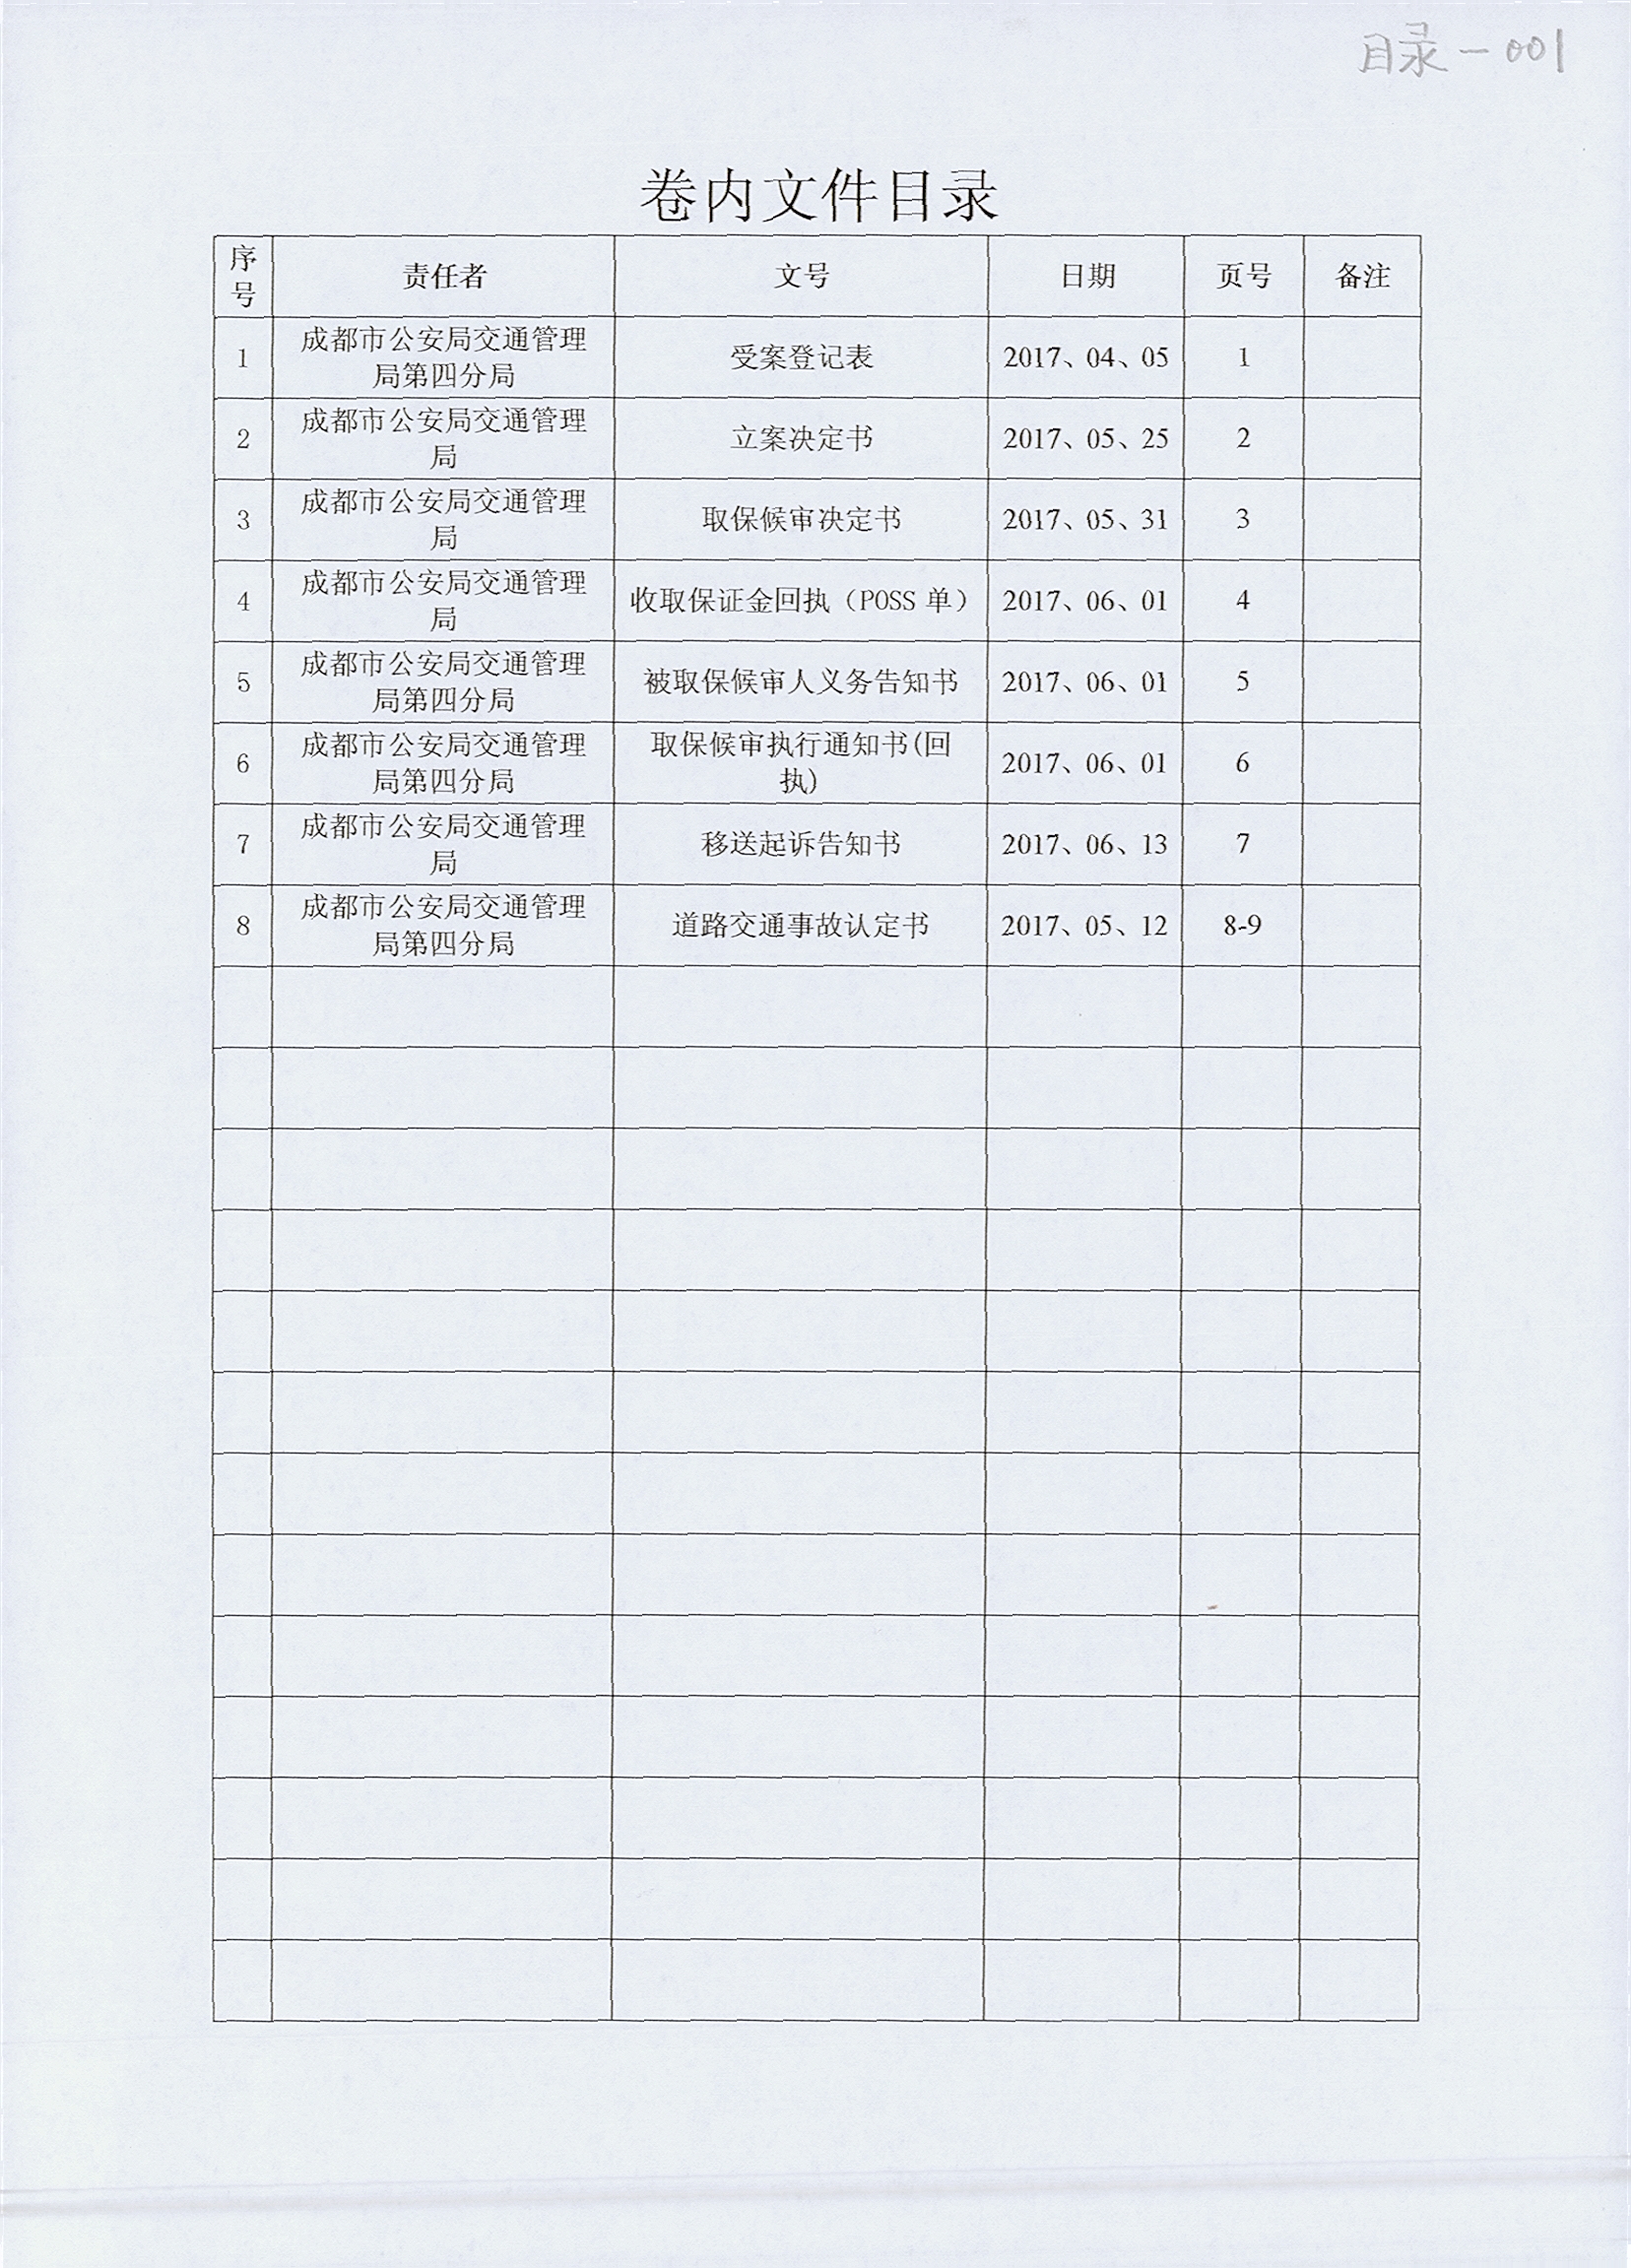 目录-001
卷内文件目录
序号 责任者 文号 日期 页号 备注
1 成都市公安局交通管理局第四分局 受案登记表 2017、04、05 1
2 成都市公安局交通管理局 立案决定书 2017、05、25 2
3 成都市公安局交通管理局 取保候审决定书 2017、05、31 3
4 成都市公安局交通管理局 收取保证金回执（POSS 单） 2017、06、01 4
5 成都市公安局交通管理局第四分局 被取保候审人义务告知书 2017、06、01 5
6 成都市公安局交通管理局第四分局 取保候审执行通知书(回执) 2017、06、01 6
7 成都市公安局交通管理局 移送起诉告知书 2017、06、13 7
8 成都市公安局交通管理局第四分局 道路交通事故认定书 2017、05、12 8-9